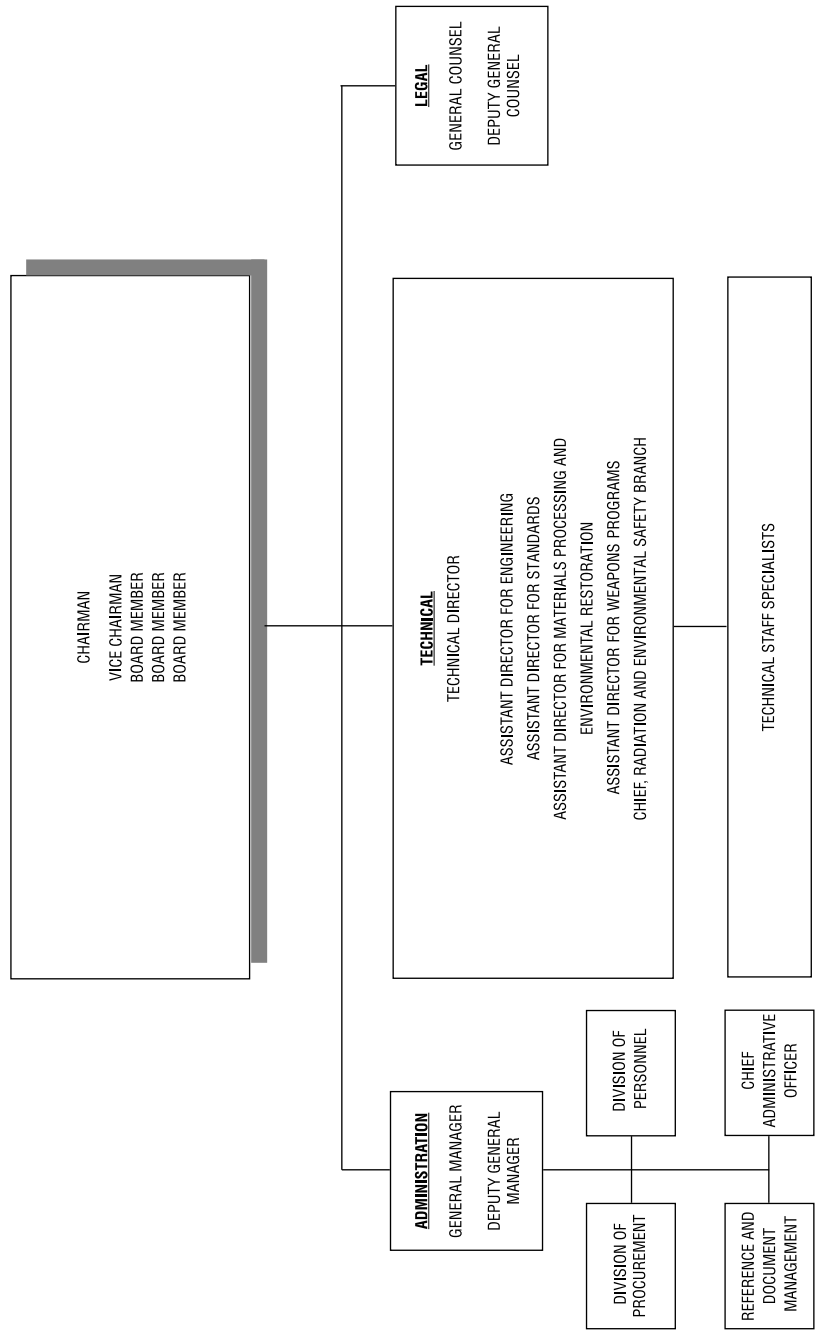 CHAIRMAN
VICE CHAIRMAN
BOARD MEMBER
BOARD MEMBER
BOARD MEMBER
ADMINISTRATION
GENERAL MANAGER
DEPUTY GENERAL
MANAGER
TECHNICAL
TECHNICAL DIRECTOR
ASSISTANT DIRECTOR FOR ENGINEERING
ASSISTANT DIRECTOR FOR STANDARDS
ASSISTANT DIRECTOR FOR MATERIALS PROCESSING AND
ENVIRONMENTAL RESTORATION
ASSISTANT DIRECTOR FOR WEAPONS PROGRAMS
CHIEF, RADIATION AND ENVIRONMENTAL SAFETY BRANCH
LEGAL
GENERAL COUNSEL
DEPUTY GENERAL
COUNSEL
DIVISION OF
PROCUREMENT
DIVISION OF
PERSONNEL
REFERENCE AND
DOCUMENT
MANAGEMENT
CHIEF
ADMINISTRATIVE
OFFICER
TECHNICAL STAFF SPECIALISTS